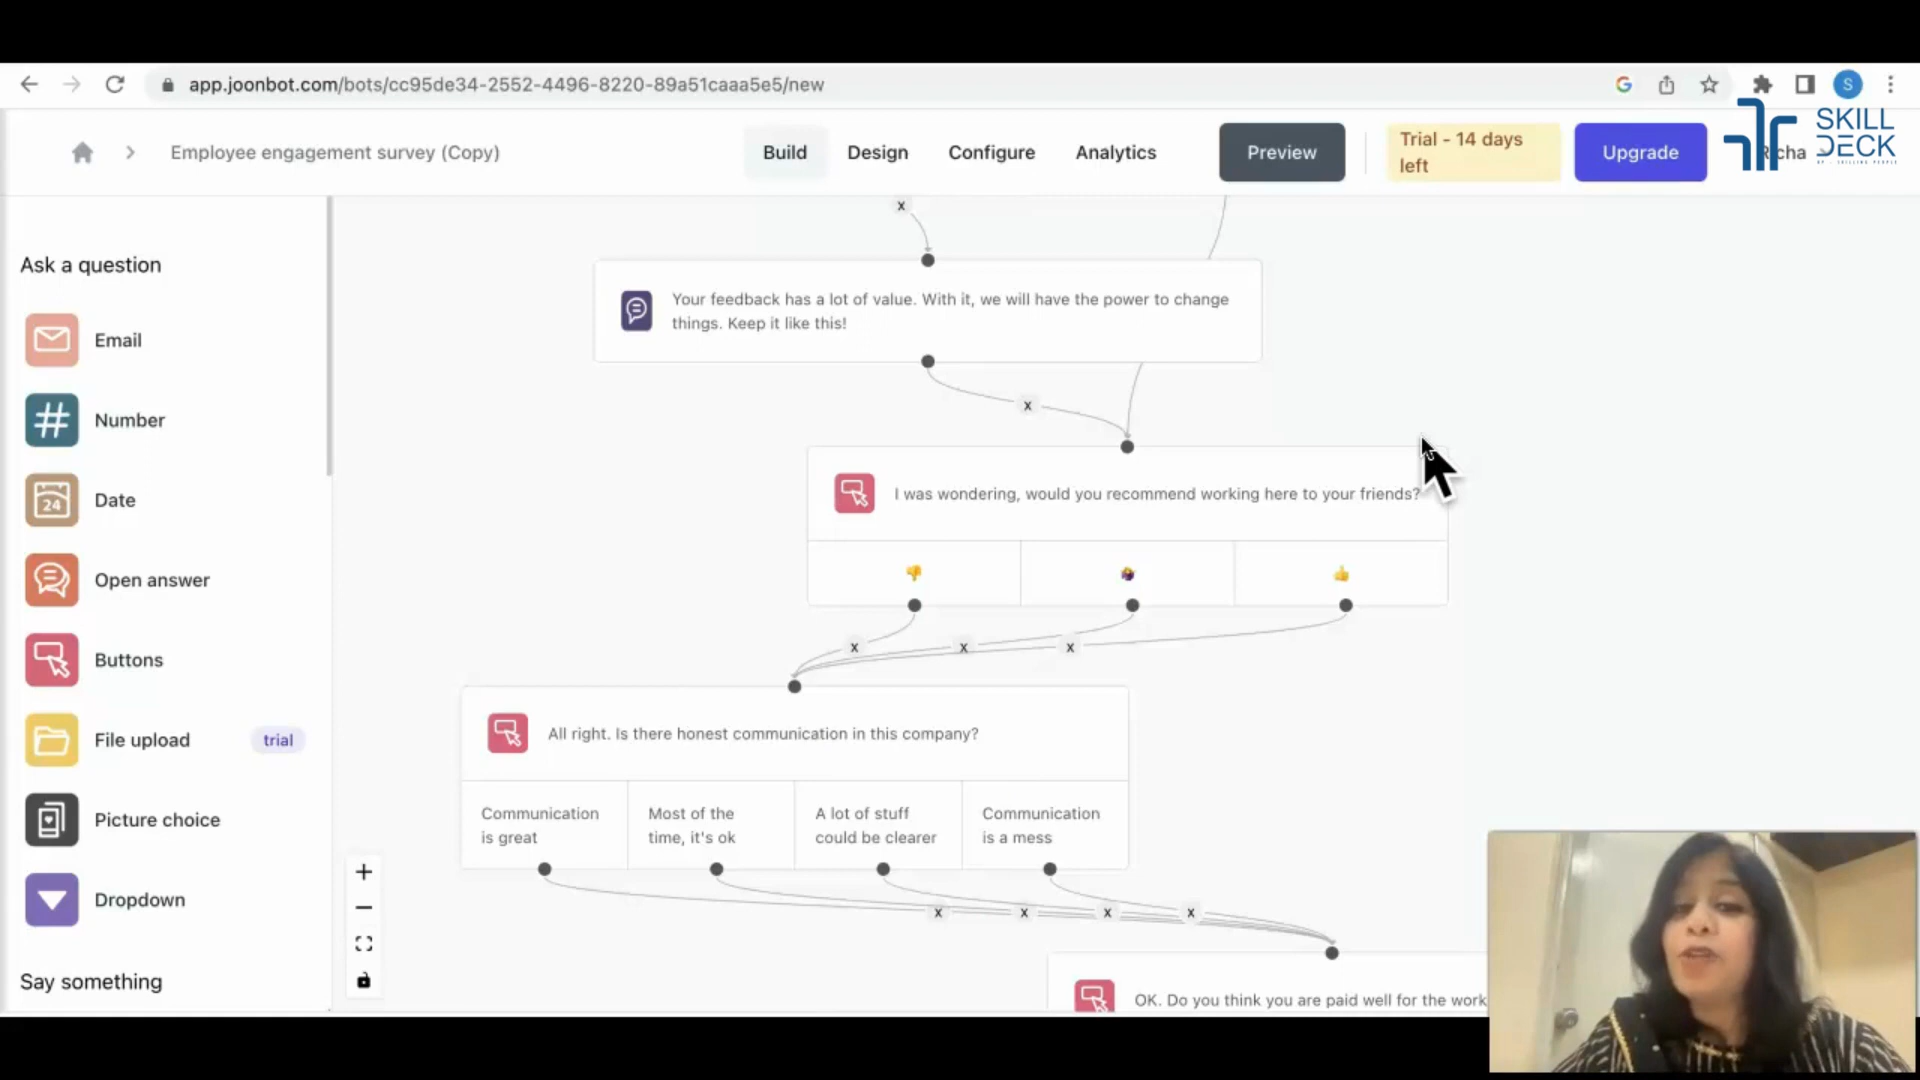 app.joonbot.com/bots/cc95de34-2552-4496-8220-89a51caaa5e5/new
S
SKILL
DECK
Employee engagement survey (Copy)
Build
Design
Configure
Analytics
Preview
Trial - 14 days
left
Upgrade
x
Ask a question
Email
Number
24
Date
Open answer
Buttons
File upload
trial
Picture choice
Dropdown
Say something
Your feedback has a lot of value. With it, we will have the power to change
things. Keep it like this!
x
I was wondering, would you recommend working here to your friends?
x x x
All right. Is there honest communication in this company?
Communication
is great
Most of the
time, it's ok
A lot of stuff
could be clearer
Communication
is a mess
x x x x
OK. Do you think you are paid well for the work